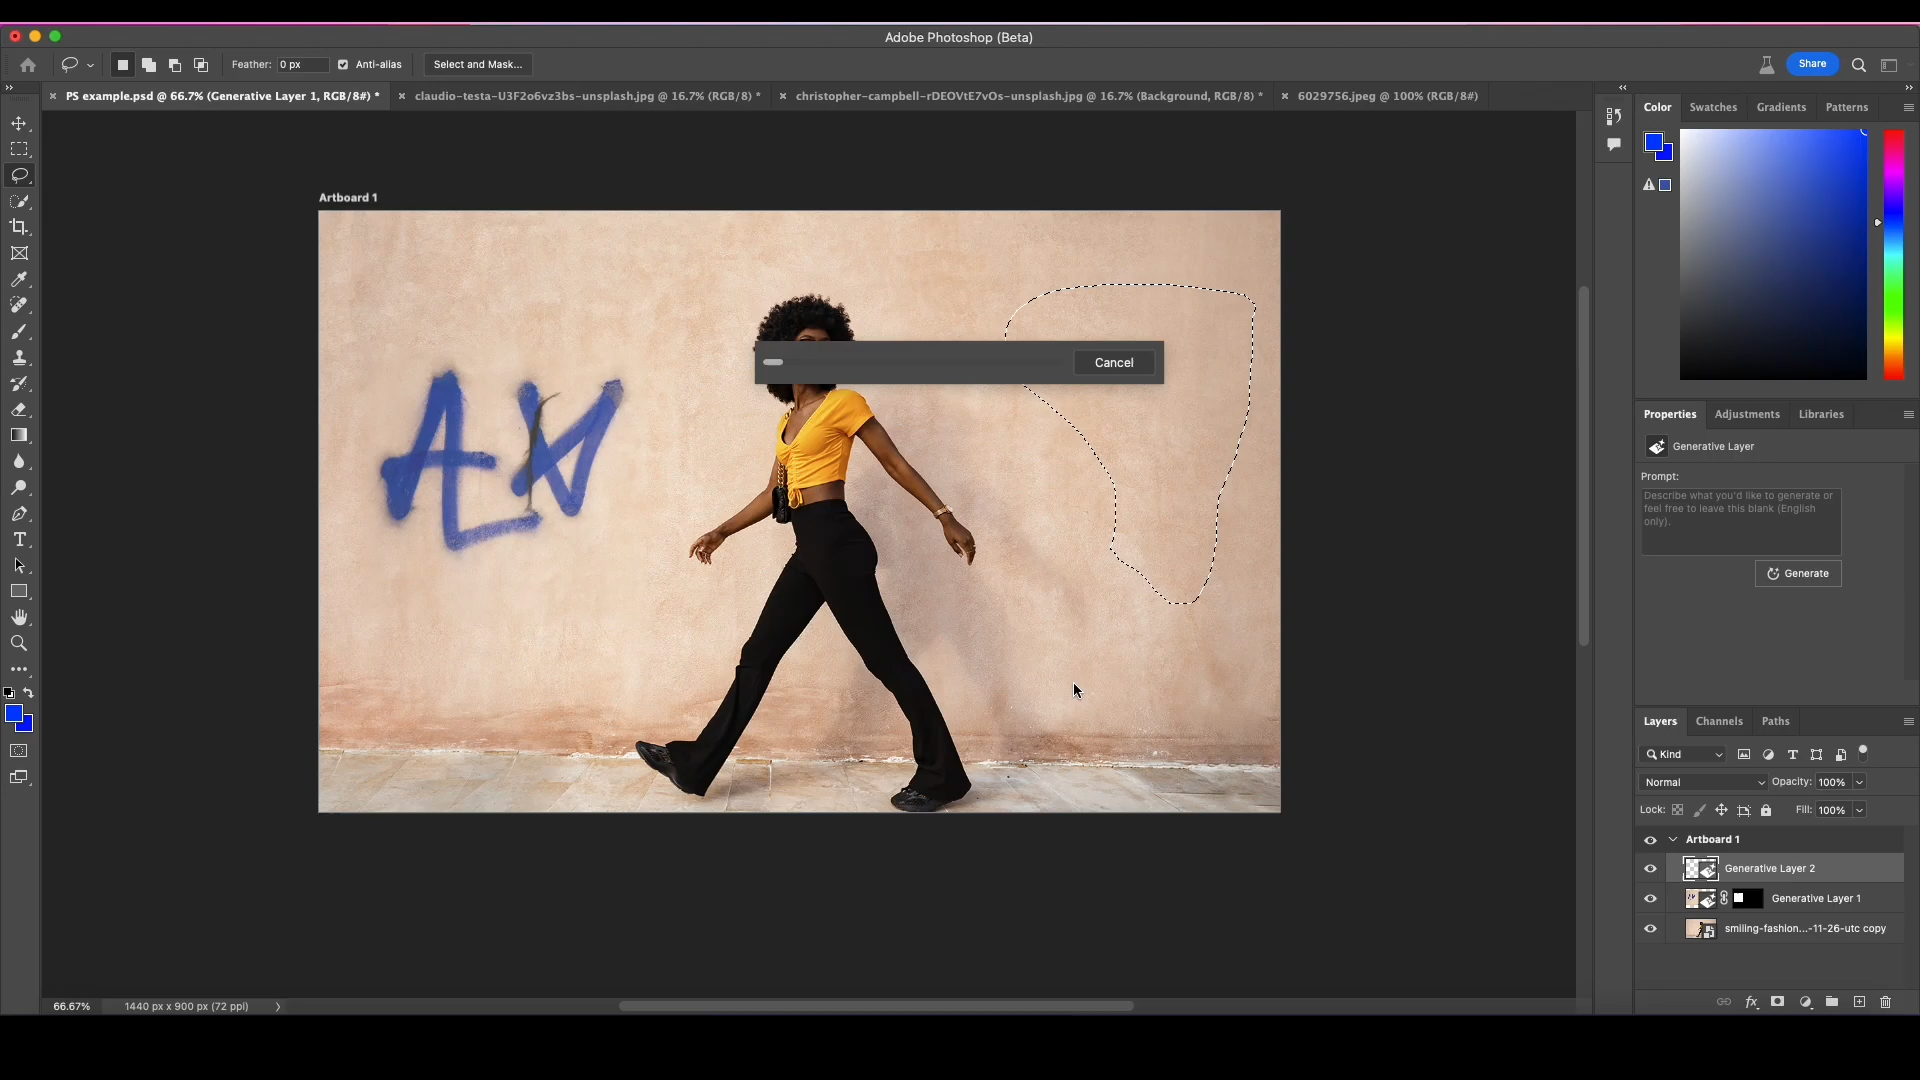 Adobe Photoshop (Beta)
Feather: 0 px Anti-alias Select and Mask... Share
PS example.psd @ 66.7% (Generative Layer 1, RGB/8#) * claudio-testa-U3F2o6vz3bs-unsplash.jpg @ 16.7% (RGB/8) * christopher-campbell-rDEOVtE7vOs-unsplash.jpg @ 16.7% (Background, RGB/8) * 6029756.jpeg @ 100% (RGB/8#)
Color Swatches Gradients Patterns
Artboard 1
Cancel
Properties Adjustments Libraries
Generative Layer
Prompt:
Describe what you'd like to generate or
feel free to leave this blank (English
only).
Generate
Layers Channels Paths
Kind
Normal Opacity: 100%
Lock: Fill: 100%
Artboard 1
Generative Layer 2
Generative Layer 1
smiling-fashion...-11-26-utc copy
66.67% 1440 px x 900 px (72 ppi)